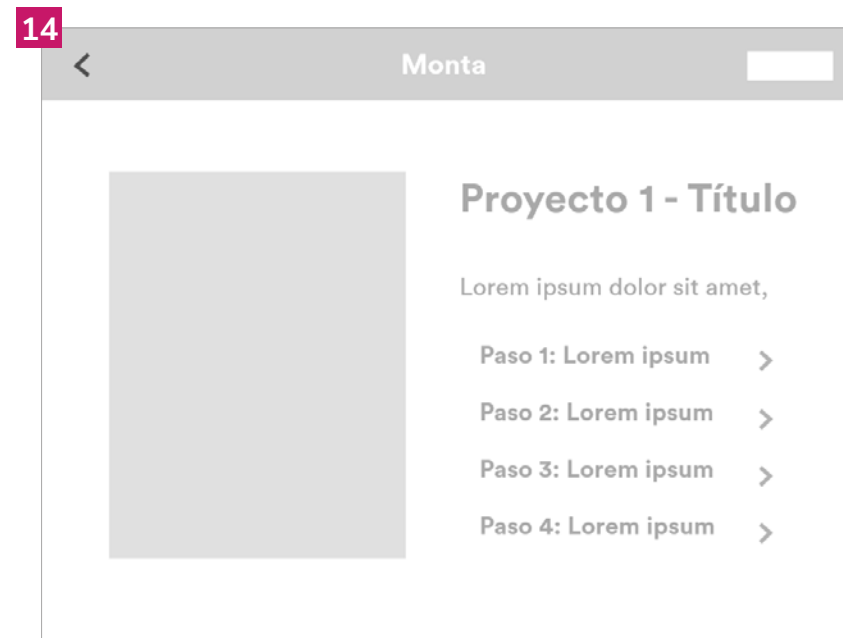 14
Monta
Proyecto 1 - Título
Lorem ipsum dolor sit amet,
Paso 1: Lorem ipsum
Paso 2: Lorem ipsum
Paso 3: Lorem ipsum
Paso 4: Lorem ipsum